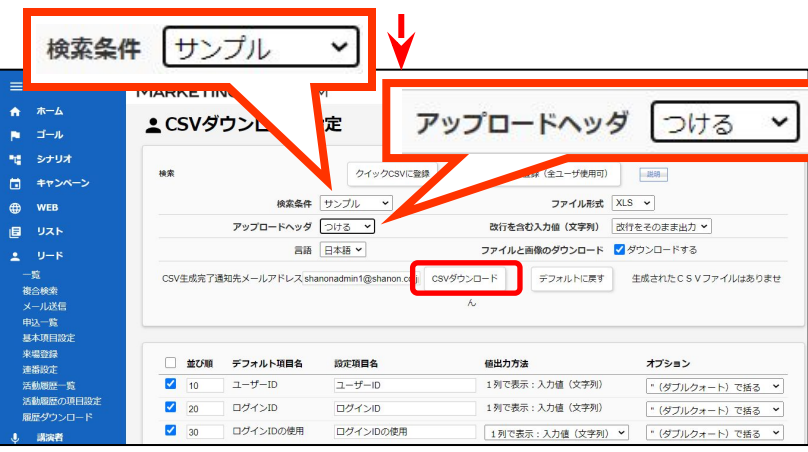 検索条件 サンプル
アップロードヘッダ つける
MARKETIN
CSVダウンロ 定
ホーム
ゴール
シナリオ
キャンペーン
WEB
リスト
リード
一覧
複合検索
メール送信
申込一覧
基本項目設定
来場登録
連番設定
活動履歴一覧
活動履歴の項目設定
履歴ダウンロード
講演者
検索 クイックCSVに登録 (全ユーザ使用可) 説明
検索条件 サンプル ファイル形式 XLS
アップロードヘッダ つける 改行を含む入力値(文字列) 改行をそのまま出力
言語 日本語 ファイルと画像のダウンロード ダウンロードする
CSV生成完了通知先メールアドレス shanonadmin1@shanon.co.j CSVダウンロード デフォルトに戻す 生成されたCSVファイルはありませ
ん
並び順 デフォルト項目名 設定項目名 値出力方法 オプション
10 ユーザーID ユーザーID 1列で表示:入力値(文字列) "(ダブルクォート)で括る
20 ログインID ログインID 1列で表示:入力値(文字列) "(ダブルクォート)で括る
30 ログインIDの使用 ログインIDの使用 1列で表示:入力値(文字列) "(ダブルクォート)で括る